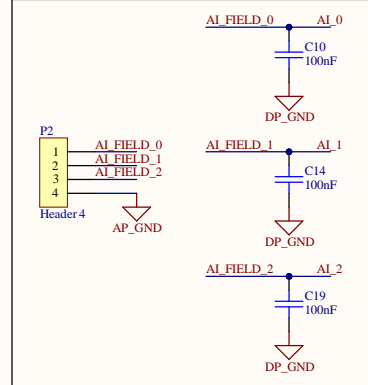 AI_FIELD_0 AI_0
C10
100nF
DP_GND
P2
1 AI_FIELD_0
2 AI_FIELD_1
3 AI_FIELD_2
4
Header 4
AP_GND
AI_FIELD_1 AI_1
C14
100nF
DP_GND
AI_FIELD_2 AI_2
C19
100nF
DP_GND